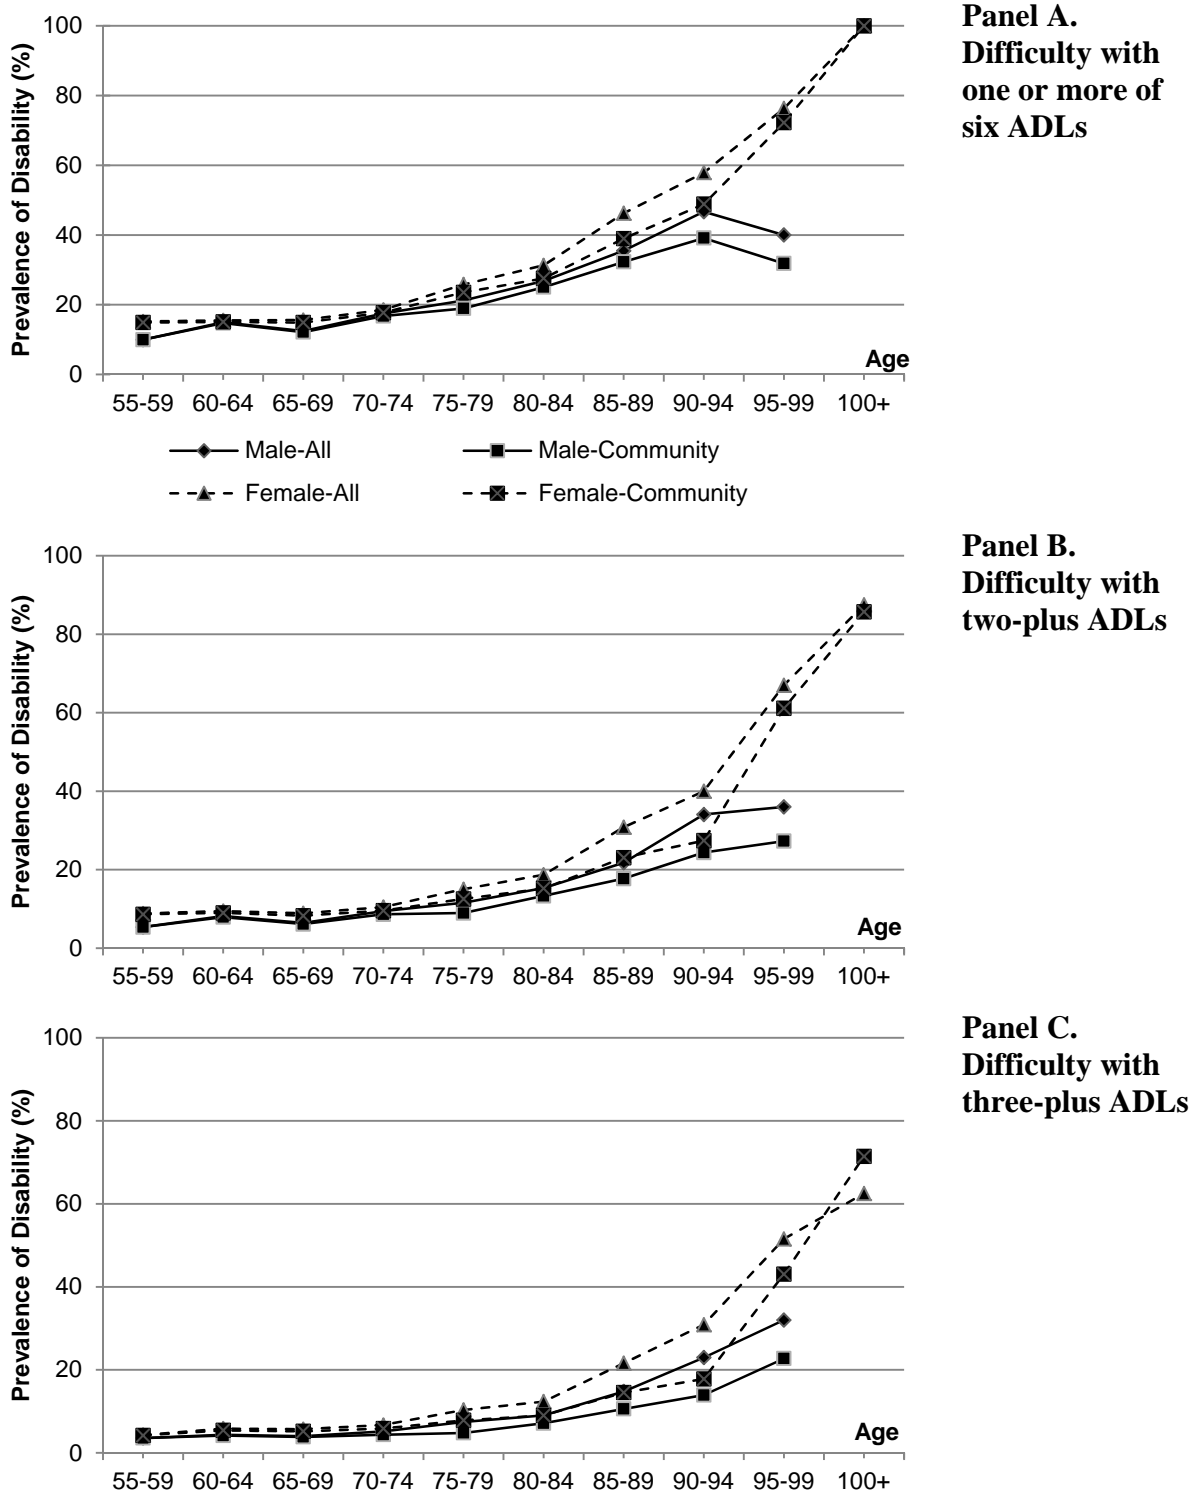 Panel A.
Difficulty with
one or more of
six ADLs
Prevalence of Disability (%)
100
80
60
40
20
0
Age
55-59 60-64 65-69 70-74 75-79 80-84 85-89 90-94 95-99 100+
Male-All Male-Community
Female-All Female-Community
Panel B.
Difficulty with
two-plus ADLs
Prevalence of Disability (%)
100
80
60
40
20
0
Age
55-59 60-64 65-69 70-74 75-79 80-84 85-89 90-94 95-99 100+
Panel C.
Difficulty with
three-plus ADLs
Prevalence of Disability (%)
100
80
60
40
20
0
Age
55-59 60-64 65-69 70-74 75-79 80-84 85-89 90-94 95-99 100+